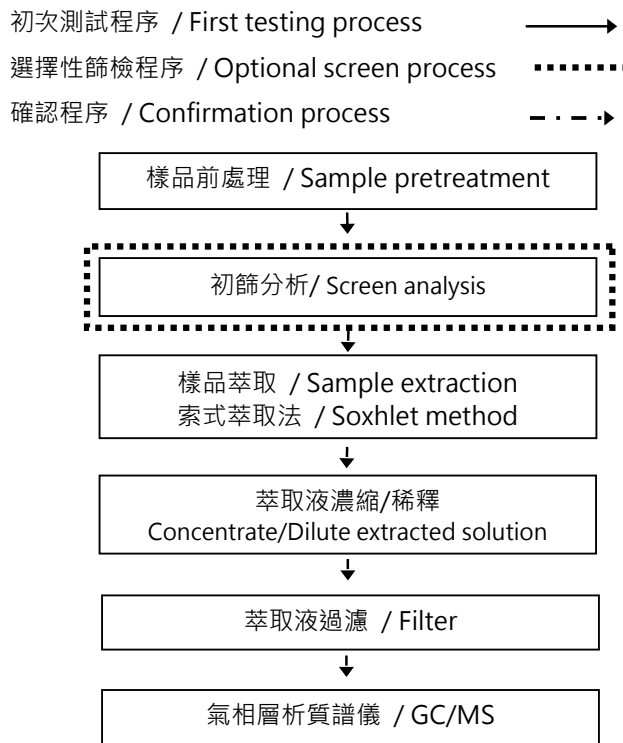 初次測試程序 / First testing process
選擇性篩檢程序 / Optional screen process
確認程序 / Confirmation process
樣品前處理 / Sample pretreatment
初篩分析/ Screen analysis
樣品萃取 / Sample extraction
索式萃取法 / Soxhlet method
萃取液濃縮/稀釋
Concentrate/Dilute extracted solution
萃取液過濾 / Filter
氣相層析質譜儀 / GC/MS